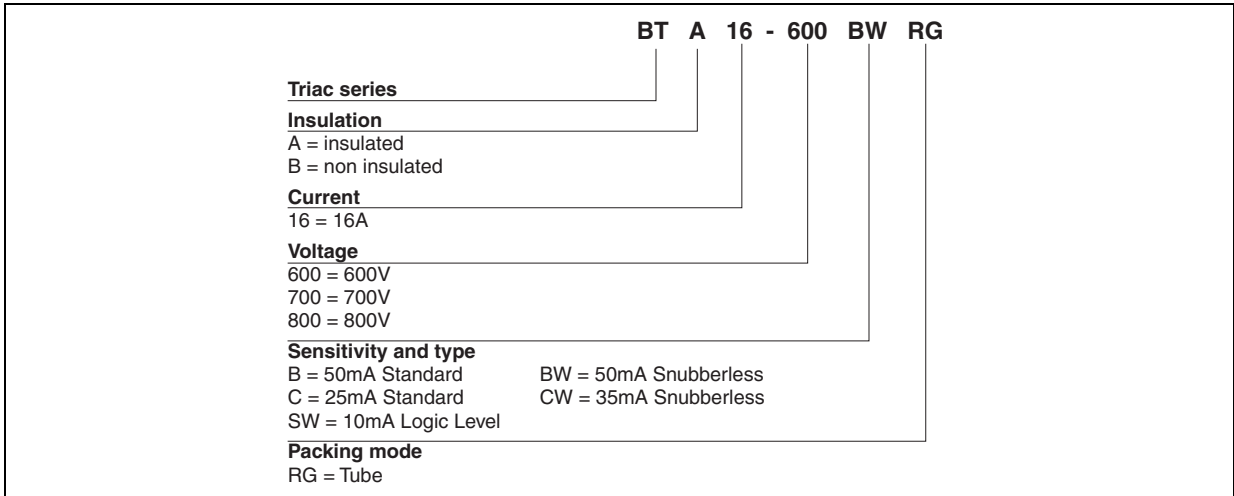 BT A 16 - 600 BW RG
Triac series
Insulation
A = insulated
B = non insulated
Current
16 = 16A
Voltage
600 = 600V
700 = 700V
800 = 800V
Sensitivity and type
B = 50mA Standard BW = 50mA Snubberless
C = 25mA Standard CW = 35mA Snubberless
SW = 10mA Logic Level
Packing mode
RG = Tube